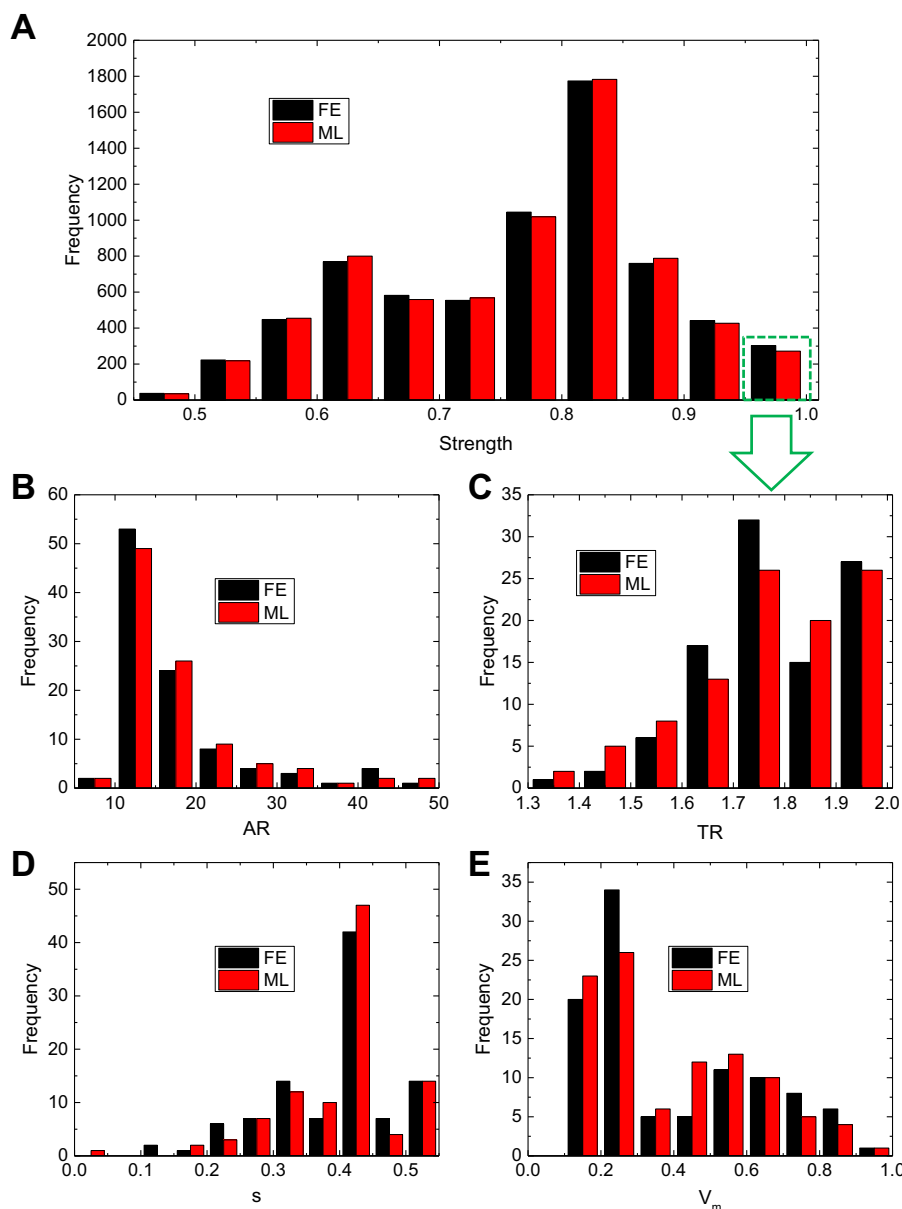 A
2000
1800
1600
1400
1200
1000
800
600
400
200
0
Frequency
FE
ML
0.5 0.6 0.7 0.8 0.9 1.0
Strength
B
60
50
40
30
20
10
0
Frequency
FE
ML
10 20 30 40 50
AR
C
35
30
25
20
15
10
5
0
Frequency
FE
ML
1.3 1.4 1.5 1.6 1.7 1.8 1.9 2.0
TR
D
50
40
30
20
10
0
Frequency
FE
ML
0.0 0.1 0.2 0.3 0.4 0.5
s
E
35
30
25
20
15
10
5
0
Frequency
FE
ML
0.0 0.2 0.4 0.6 0.8 1.0
V_m